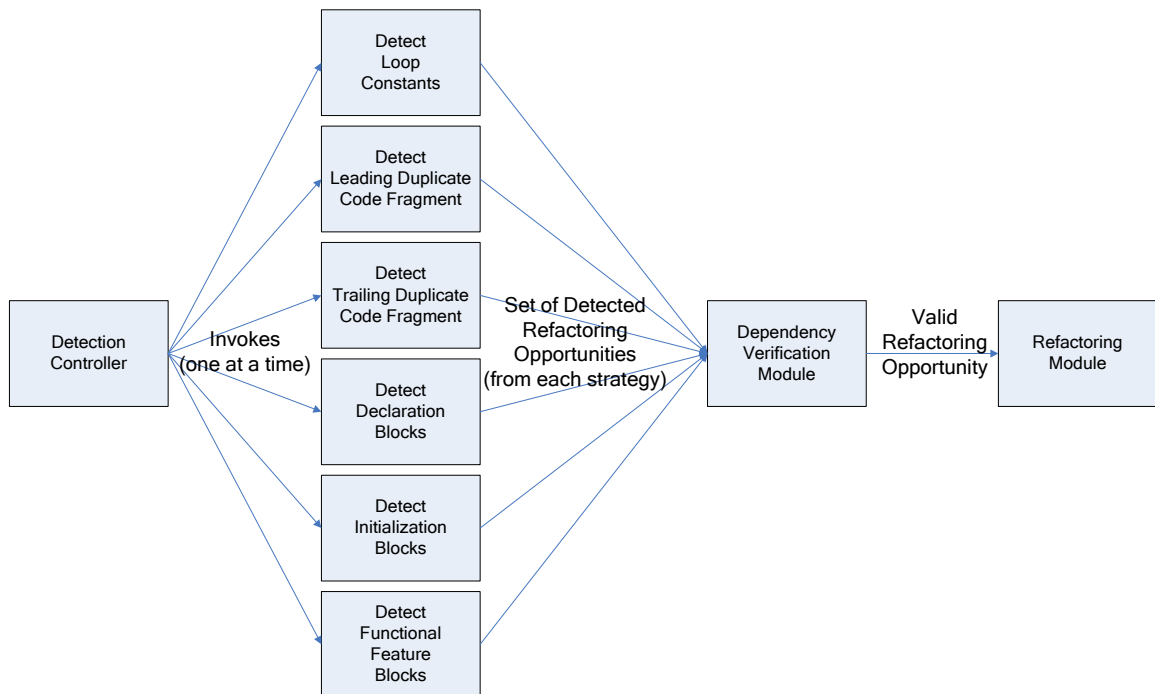 Detect
Loop
Constants
Detect
Leading Duplicate
Code Fragment
Detect
Trailing Duplicate
Code Fragment
Detection
Controller
Invokes
(one at a time)
Set of Detected
Refactoring
Opportunities
(from each strategy)
Dependency
Verification
Module
Valid
Refactoring
Opportunity
Refactoring
Module
Detect
Declaration
Blocks
Detect
Initialization
Blocks
Detect
Functional
Feature
Blocks